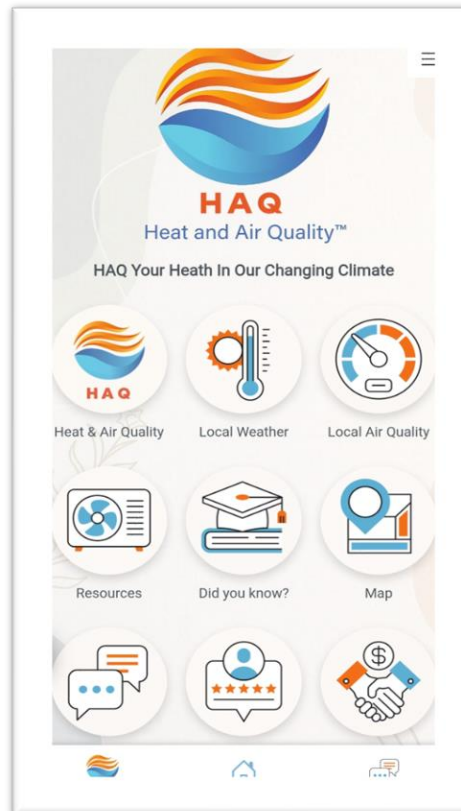 HAQ
Heat and Air Quality™
HAQ Your Heath In Our Changing Climate
HAQ
Heat & Air Quality
Local Weather
Local Air Quality
Resources
Did you know?
Map
$